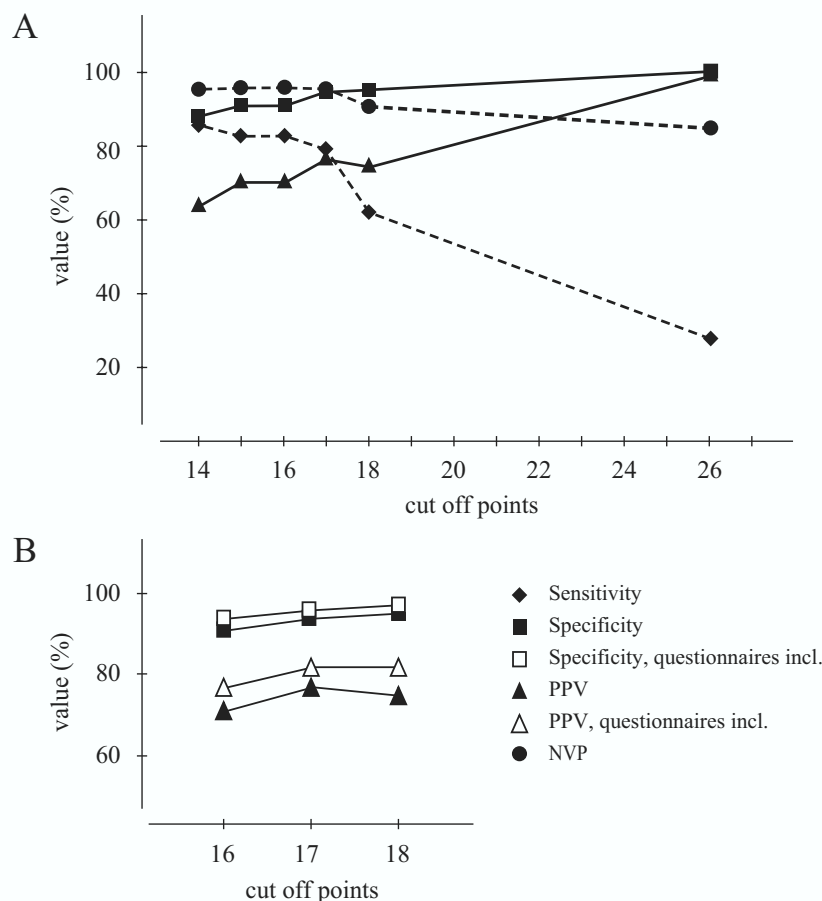 A
100
80
60
40
20
value (%)
14 16 18 20 22 24 26
cut off points
B
100
80
60
value (%)
16 17 18
cut off points
Sensitivity
Specificity
Specificity, questionnaires incl.
PPV
PPV, questionnaires incl.
NVP